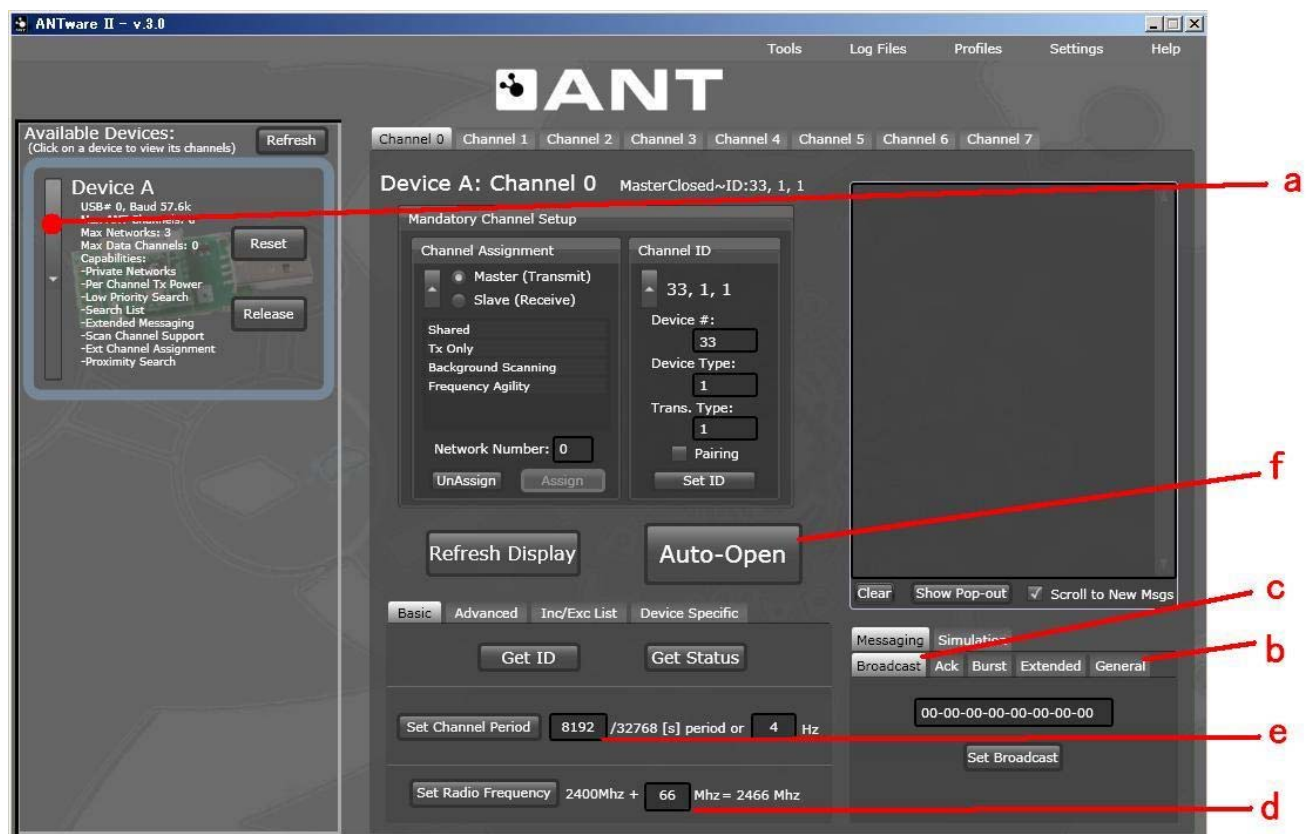 ANTware II - v.3.0
Tools Log Files Profiles Settings Help
ANT
Available Devices:
(Click on a device to view its channels)
Refresh
Device A
USB# 0, Baud 57.6k
Max Networks: 3
Max Data Channels: 0
Capabilities:
-Private Networks
-Per Channel Tx Power
-Low Priority Search
-Search List
-Extended Messaging
-Scan Channel Support
-Ext Channel Assignment
-Proximity Search
Reset
Release
Channel 0 Channel 1 Channel 2 Channel 3 Channel 4 Channel 5 Channel 6 Channel 7
Device A: Channel 0 MasterClosed~ID:33, 1, 1
Mandatory Channel Setup
Channel Assignment
Master (Transmit)
Slave (Receive)
Shared
Tx Only
Background Scanning
Frequency Agility
Network Number: 0
UnAssign Assign
Channel ID
33, 1, 1
Device #:
33
Device Type:
1
Trans. Type:
1
Pairing
Set ID
Refresh Display Auto-Open
Basic Advanced Inc/Exc List Device Specific
Get ID Get Status
Set Channel Period 8192 /32768 [s] period or 4 Hz
Set Radio Frequency 2400Mhz + 66 Mhz = 2466 Mhz
Clear Show Pop-out Scroll to New Msgs
Messaging Simulation
Broadcast Ack Burst Extended General
00-00-00-00-00-00-00-00
Set Broadcast
a
f
c
b
e
d